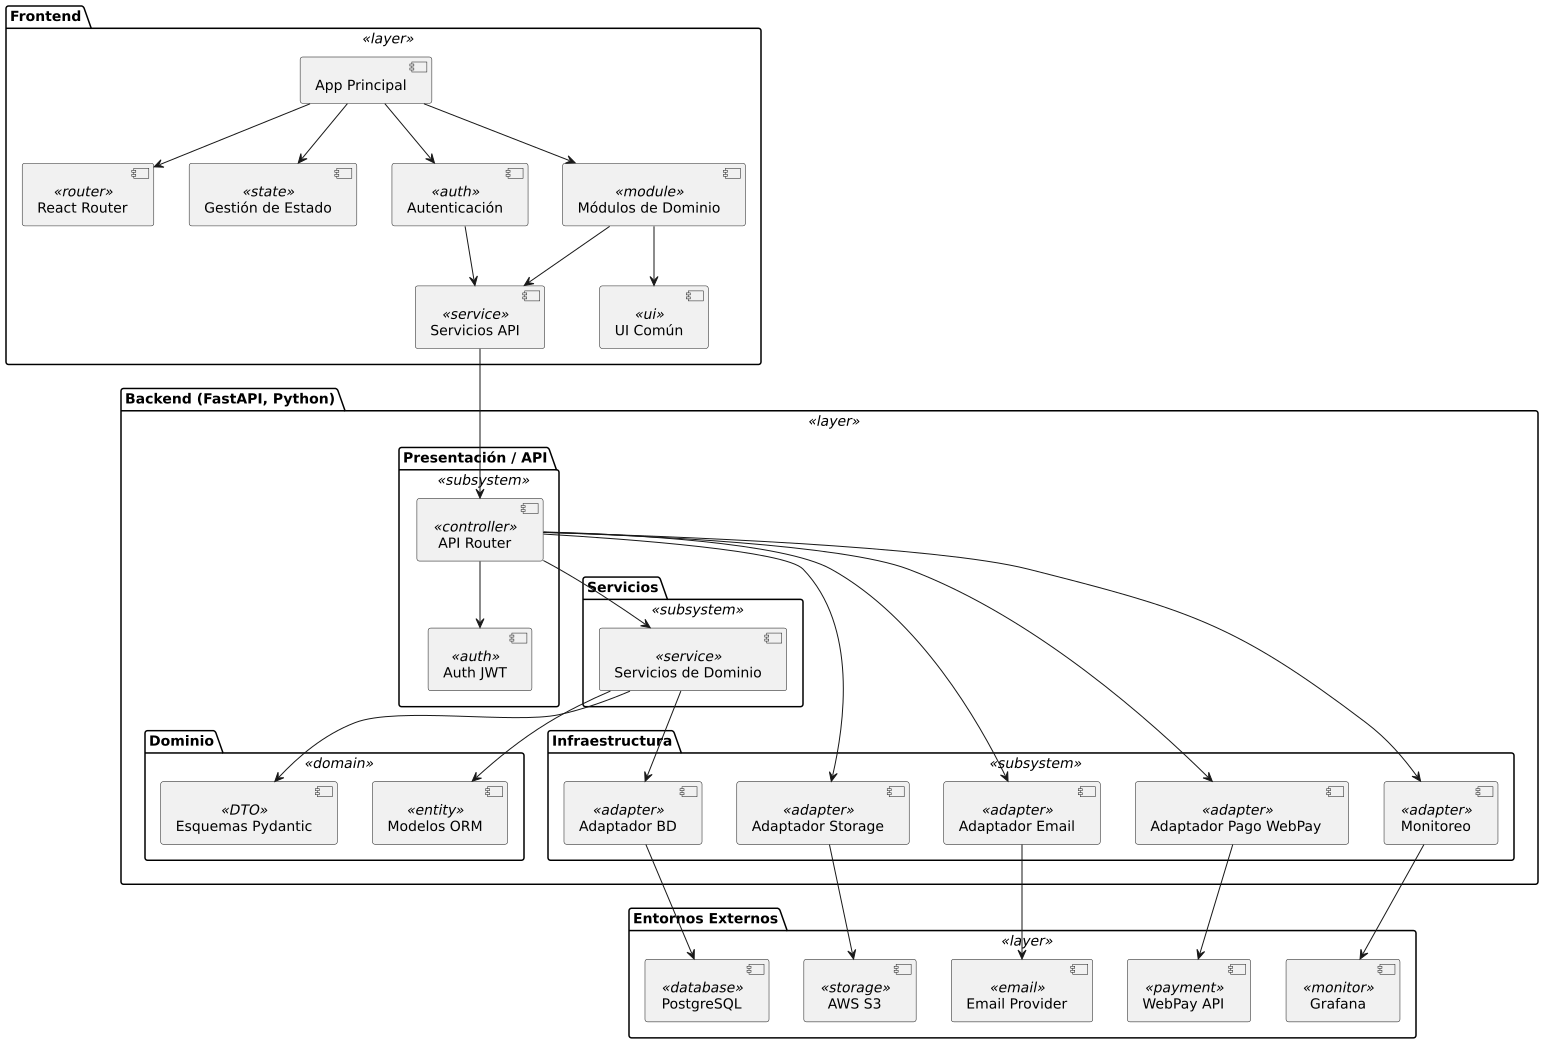 Frontend
«layer»
App Principal
«router»
React Router
«state»
Gestión de Estado
«auth»
Autenticación
«module»
Módulos de Dominio
«service»
Servicios API
«ui»
UI Común
Backend (FastAPI, Python)
«layer»
Presentación / API
«subsystem»
«controller»
API Router
«auth»
Auth JWT
Servicios
«subsystem»
«service»
Servicios de Dominio
Dominio
«domain»
«DTO»
Esquemas Pydantic
«entity»
Modelos ORM
Infraestructura
«subsystem»
«adapter»
Adaptador BD
«adapter»
Adaptador Storage
«adapter»
Adaptador Email
«adapter»
Adaptador Pago WebPay
«adapter»
Monitoreo
Entornos Externos
«layer»
«database»
PostgreSQL
«storage»
AWS S3
«email»
Email Provider
«payment»
WebPay API
«monitor»
Grafana